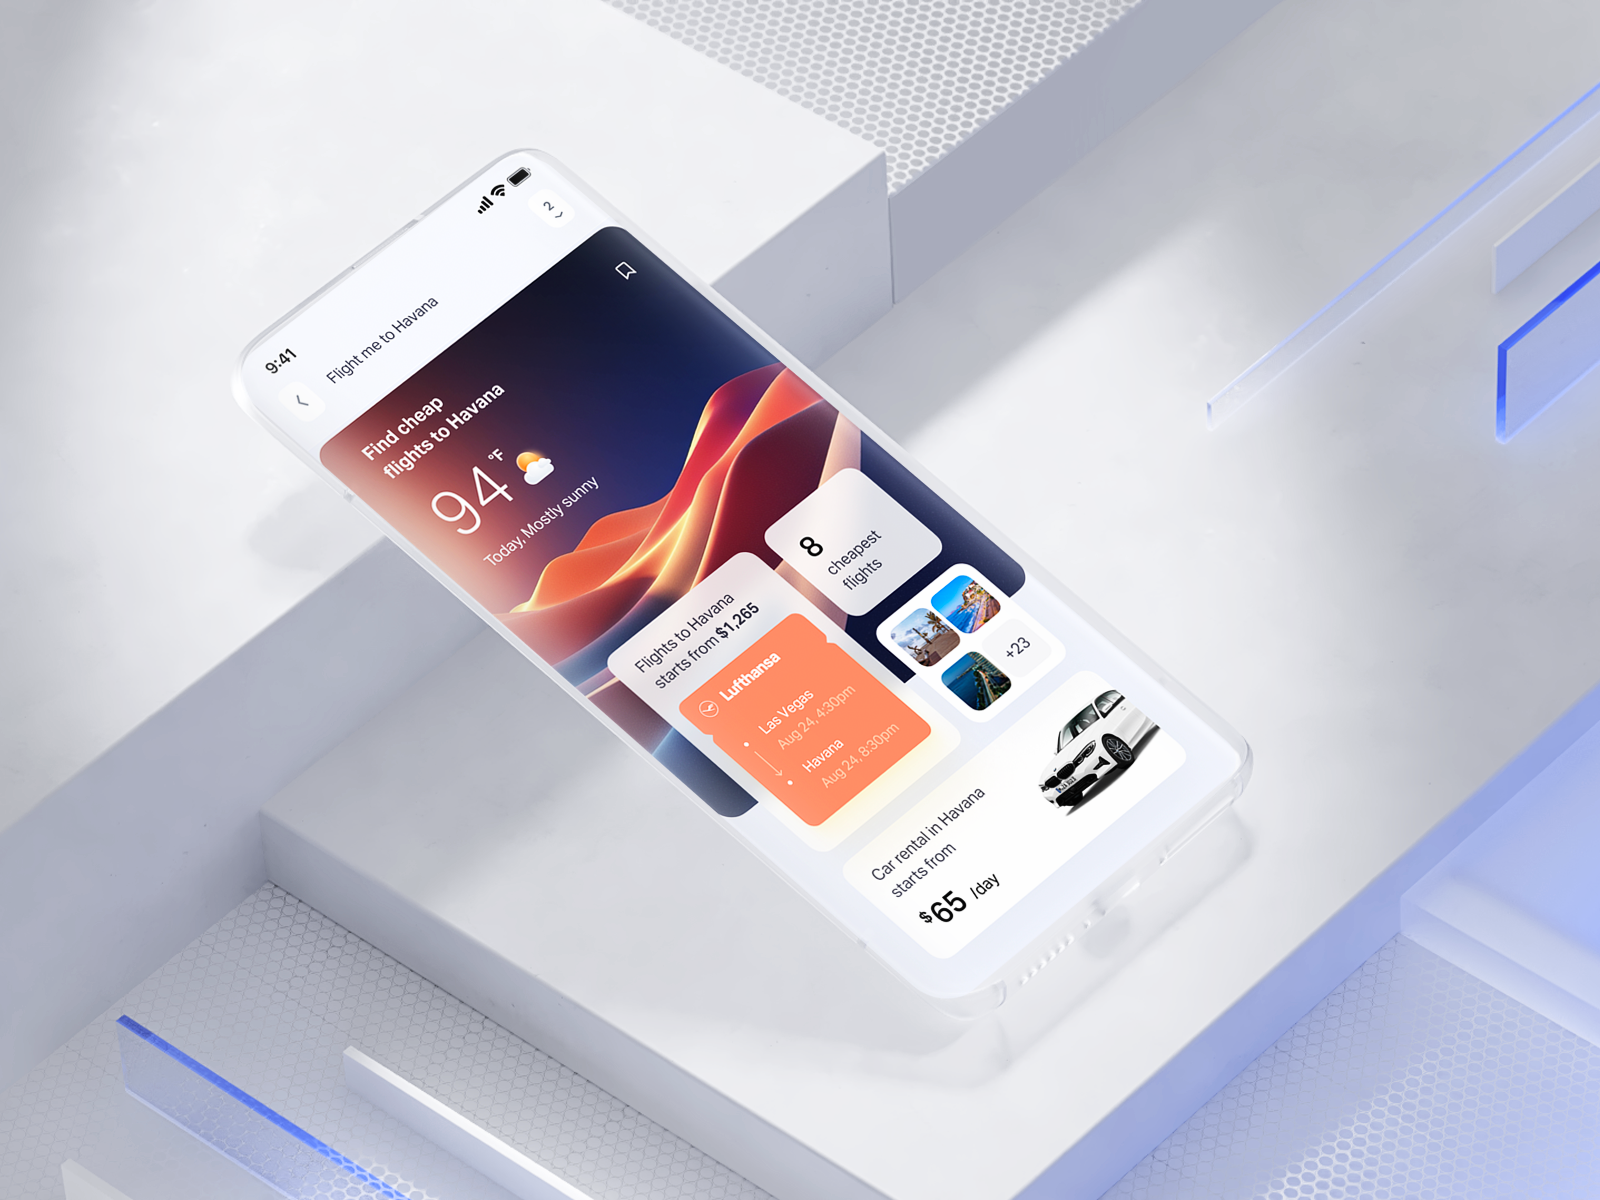 9:41
2
Flight me to Havana
Find cheap
flights to Havana
94°F
Today, Mostly sunny
8
cheapest
flights
Flights to Havana
starts from $1,265
Lufthansa
Las Vegas
Aug 24, 4:30pm
Havana
Aug 24, 8:30pm
+23
Car rental in Havana
starts from
$65 /day